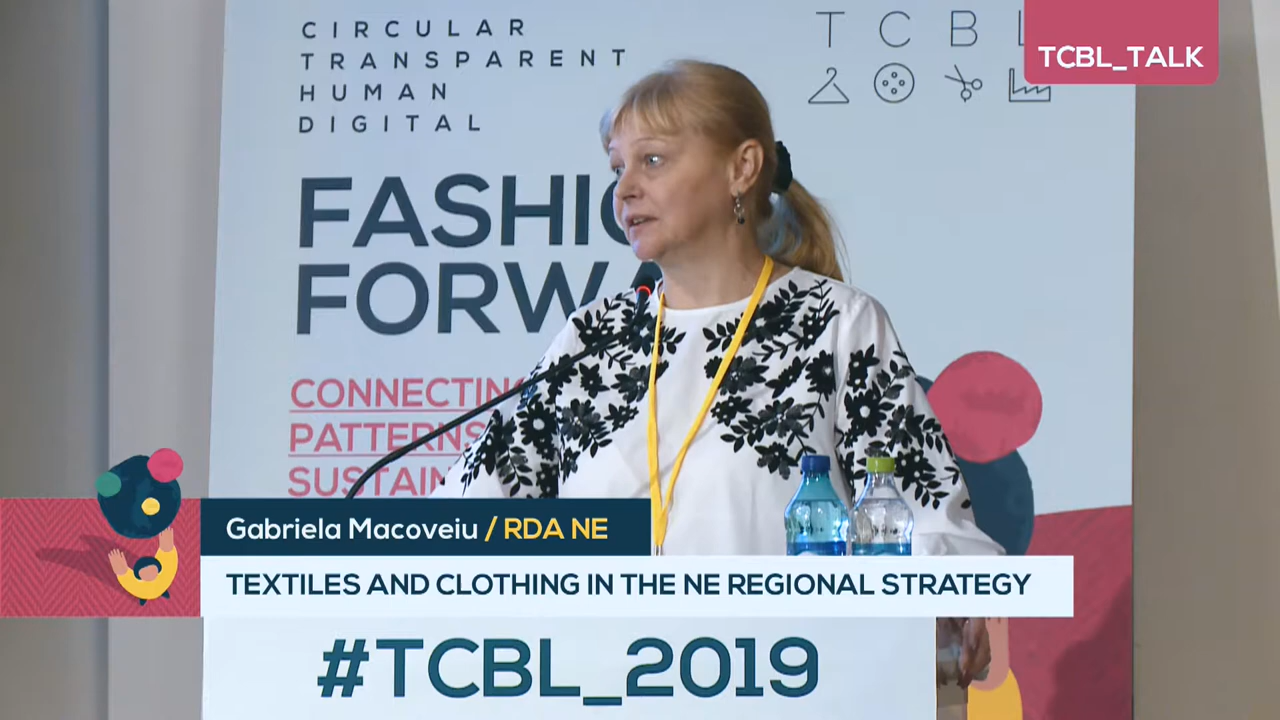 CIRCULAR
TRANSPARENT
HUMAN
DIGITAL
TCBL
TCBL_TALK
FASHIO
FORWA
CONNECTING
PATTERNS
SUSTAIN
Gabriela Macoveiu / RDA NE
TEXTILES AND CLOTHING IN THE NE REGIONAL STRATEGY
#TCBL_2019